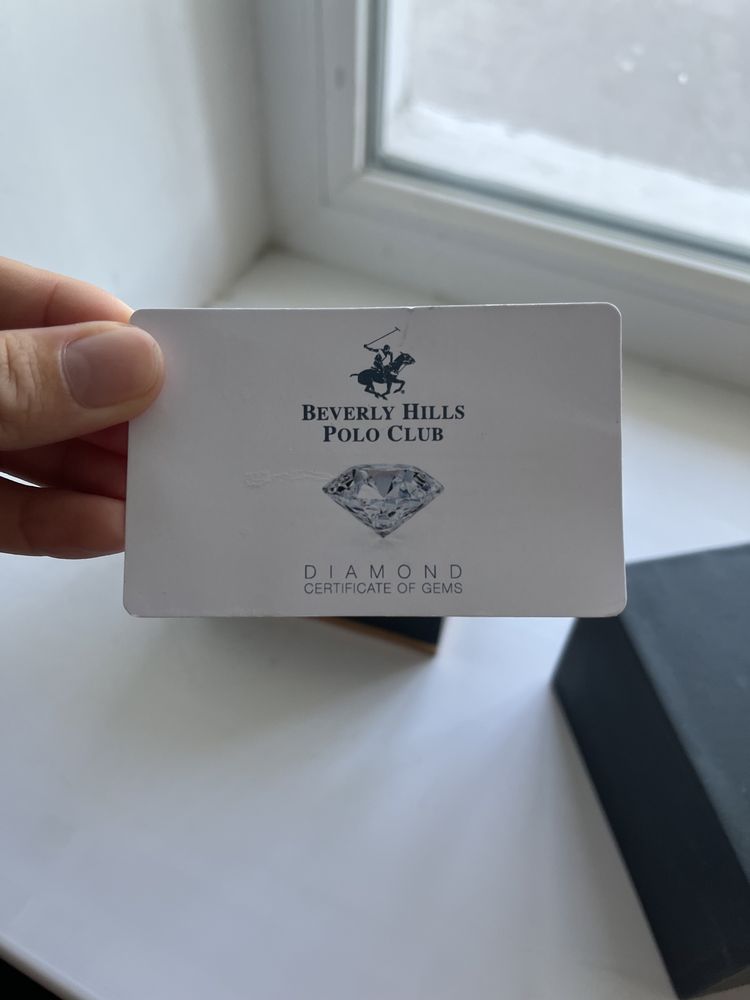 BEVERLY HILLS
POLO CLUB
DIAMOND
CERTIFICATE OF GEMS